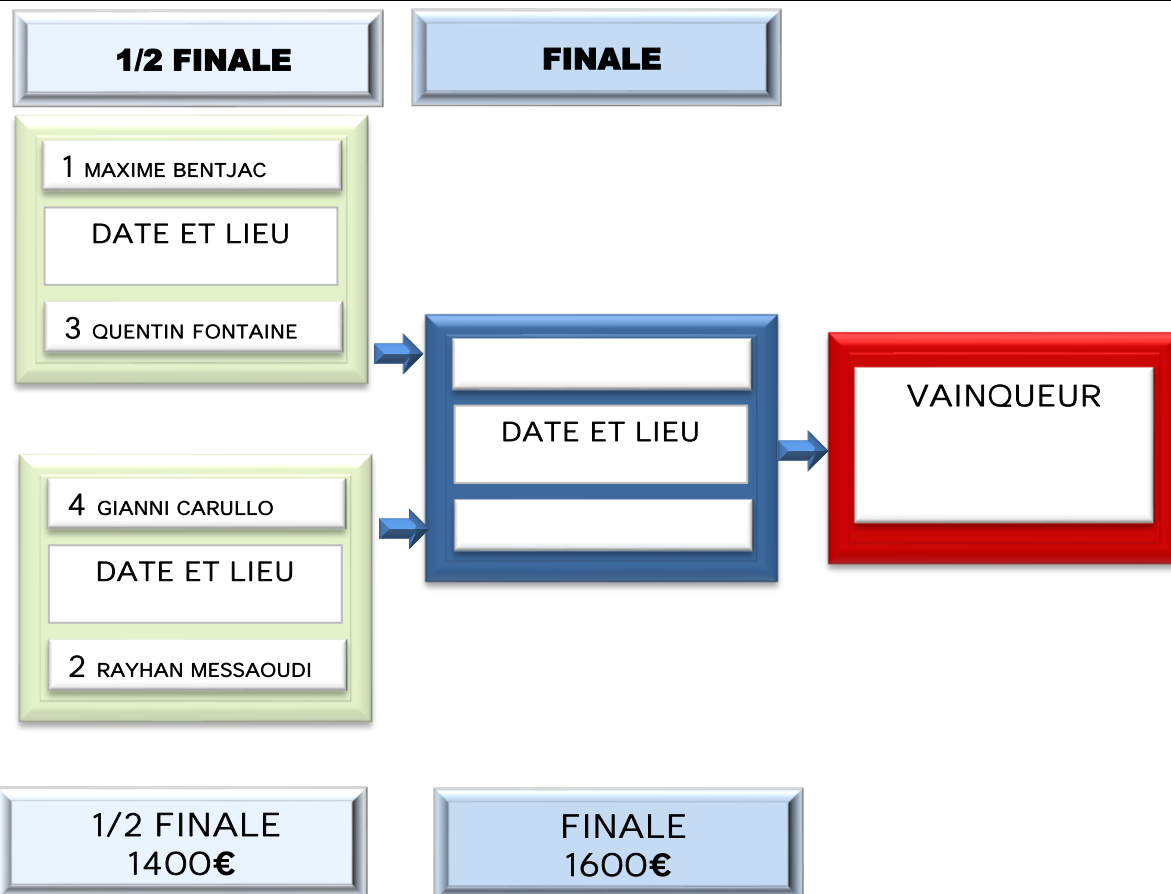 1/2 FINALE
FINALE
1 MAXIME BENTJAC
DATE ET LIEU
3 QUENTIN FONTAINE
4 GIANNI CARULLO
DATE ET LIEU
2 RAYHAN MESSAOUDI
DATE ET LIEU
VAINQUEUR
1/2 FINALE
1400€
FINALE
1600€